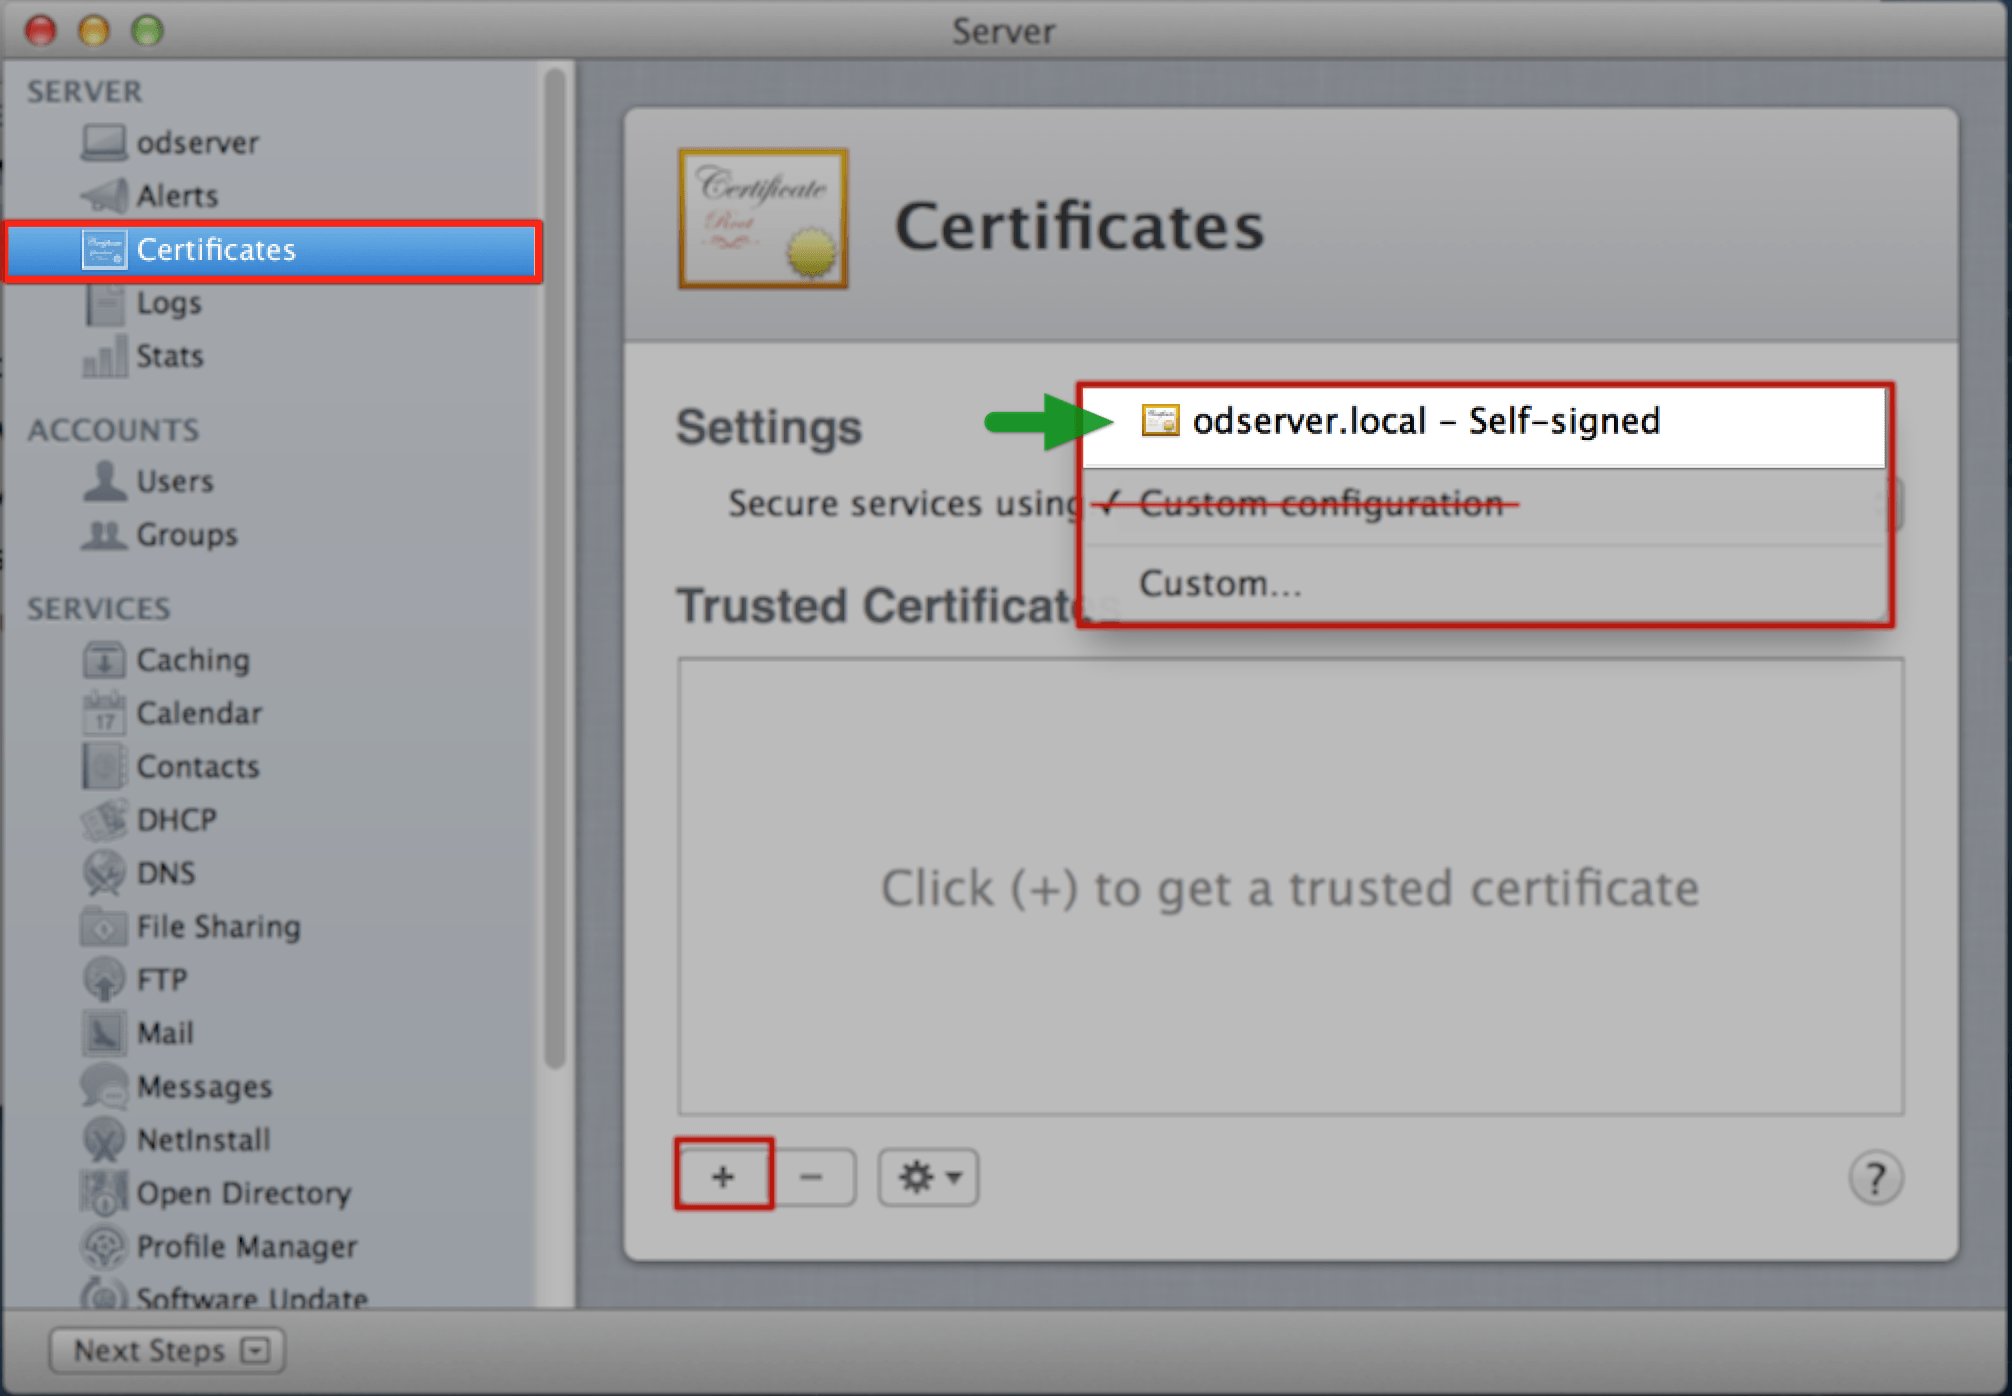 Server
SERVER
odserver
Alerts
Certificates
Logs
Stats
ACCOUNTS
Users
Groups
SERVICES
Caching
Calendar
17
Contacts
DHCP
DNS
File Sharing
FTP
Mail
Messages
NetInstall
Open Directory
Profile Manager
Software Update
Next Steps
Certificate
Root
Certificates
Settings
odserver.local – Self-signed
Secure services using ✓ Custom configuration
Custom...
Trusted Certificates
Click (+) to get a trusted certificate
+ −
?